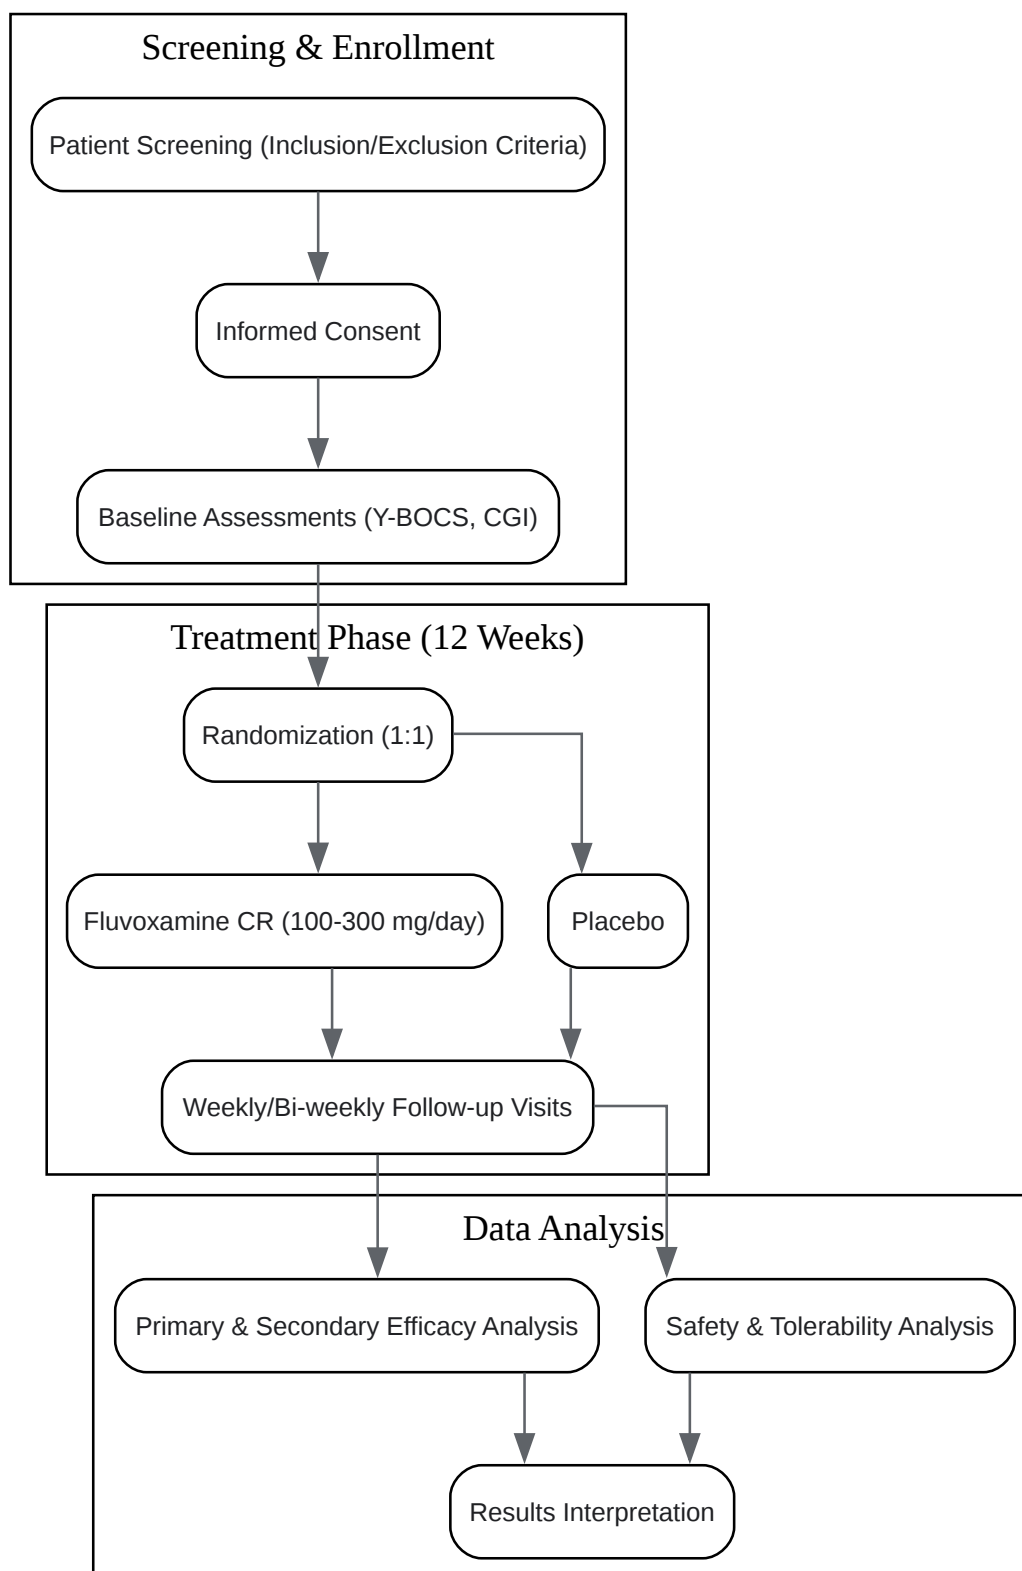 Screening & Enrollment
Patient Screening (Inclusion/Exclusion Criteria)
Informed Consent
Baseline Assessments (Y-BOCS, CGI)
Treatment Phase (12 Weeks)
Randomization (1:1)
Fluvoxamine CR (100-300 mg/day)
Placebo
Weekly/Bi-weekly Follow-up Visits
Data Analysis
Primary & Secondary Efficacy Analysis
Safety & Tolerability Analysis
Results Interpretation